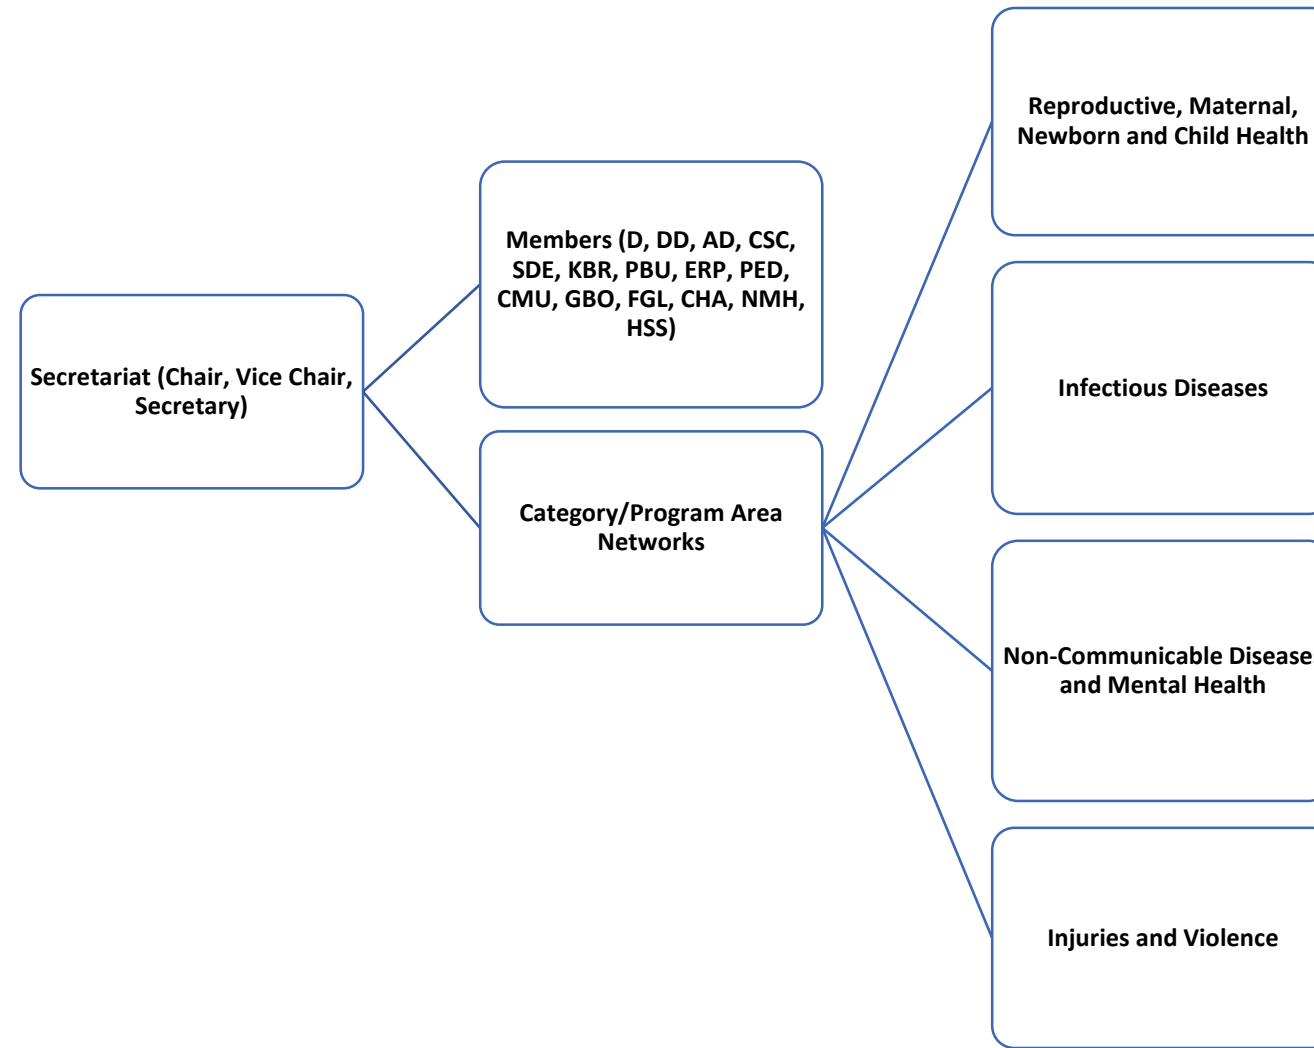 Secretariat (Chair, Vice Chair,
Secretary)
Members (D, DD, AD, CSC,
SDE, KBR, PBU, ERP, PED,
CMU, GBO, FGL, CHA, NMH,
HSS)
Category/Program Area
Networks
Reproductive, Maternal,
Newborn and Child Health
Infectious Diseases
Non-Communicable Disease
and Mental Health
Injuries and Violence